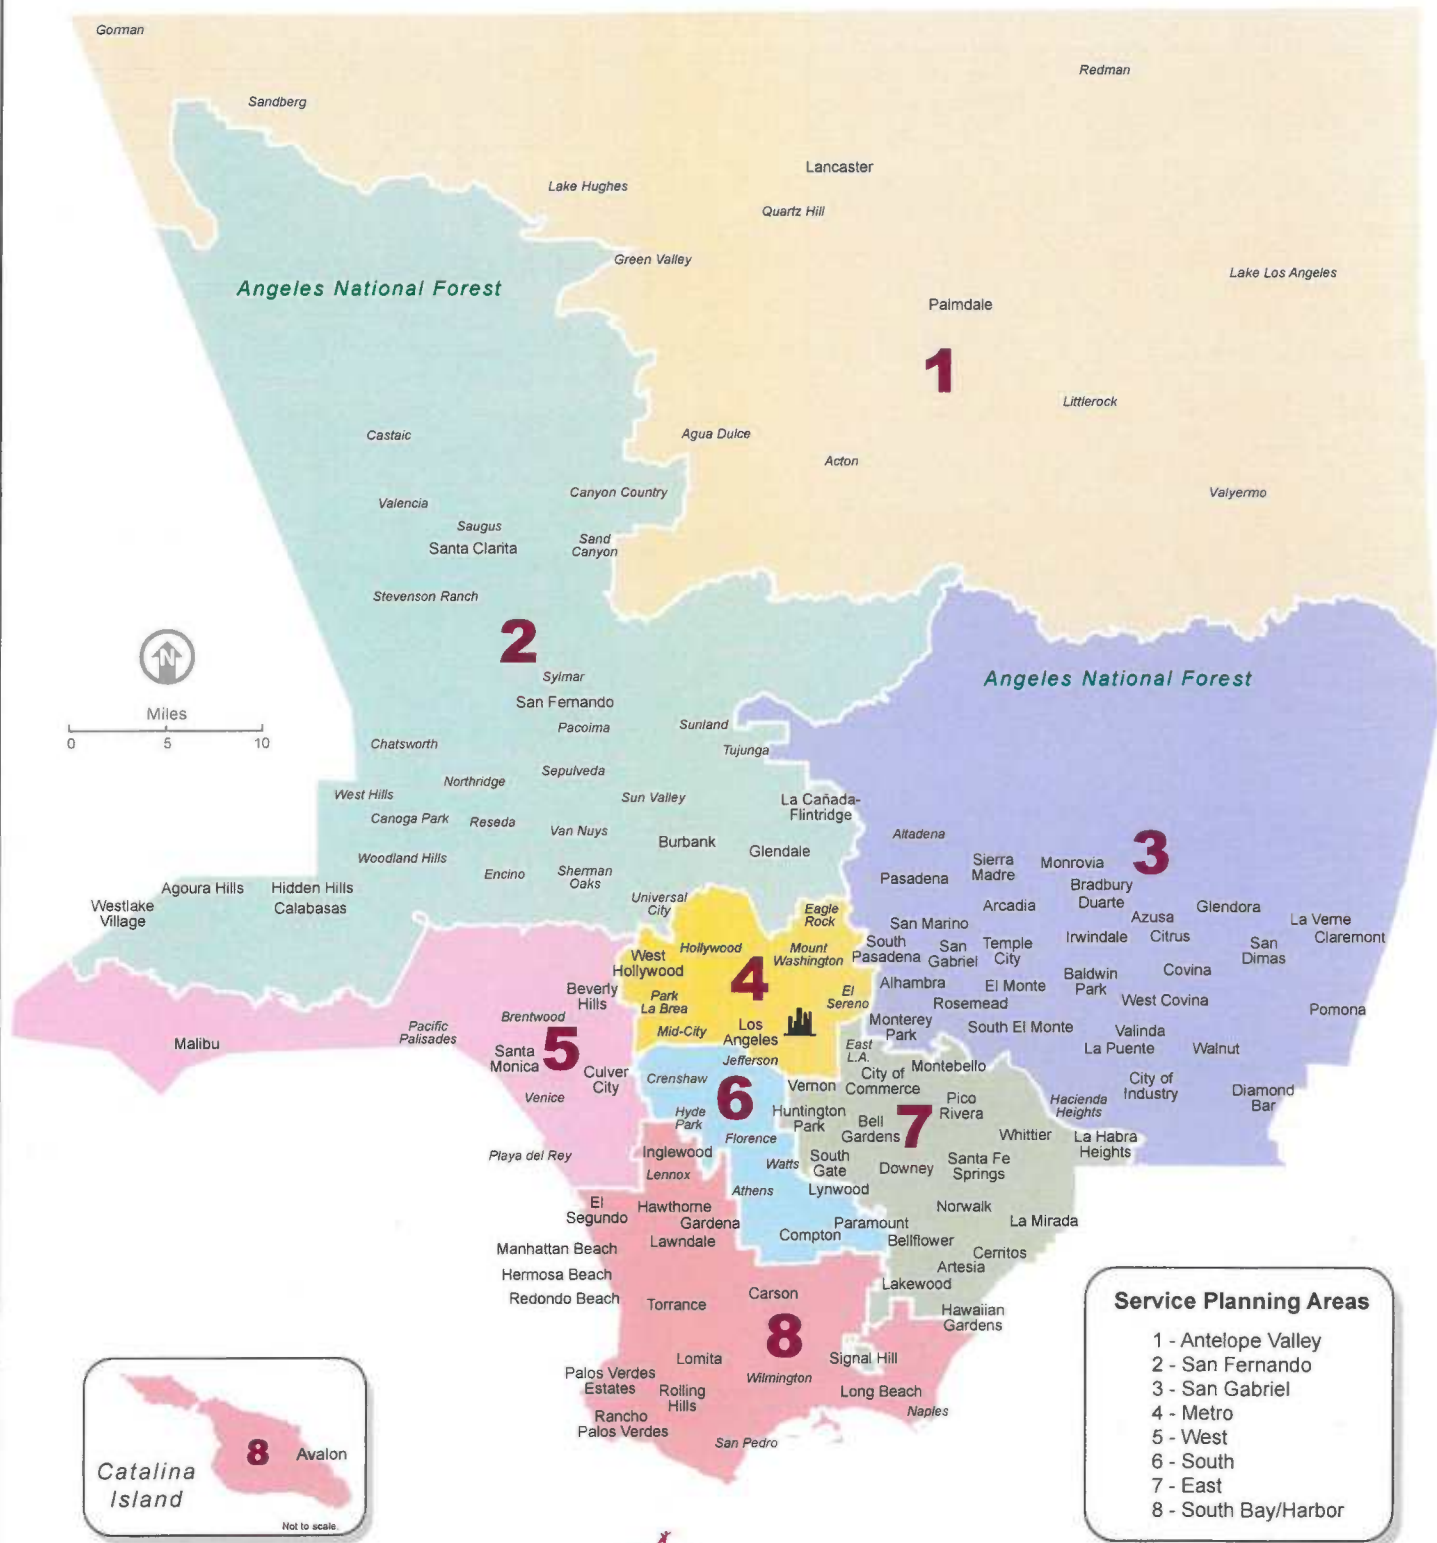 Gorman
Redman
Sandberg
Lancaster
Lake Hughes
Quartz Hill
Green Valley
Lake Los Angeles
Angeles National Forest
Palmdale
1
Littlerock
Castaic
Agua Dulce
Acton
Canyon Country
Valyermo
Valencia
Saugus
Santa Clarita
Sand
Canyon
Stevenson Ranch
2
N
Miles
0 5 10
Sylmar
San Fernando
Pacoima
Angeles National Forest
Sunland
Chatsworth
Tujunga
Sepulveda
Northridge
West Hills
Sun Valley
La Cañada-
Flintridge
Canoga Park
Reseda
Van Nuys
Burbank
Glendale
Woodland Hills
Encino
Sherman
Oaks
Agoura Hills
Hidden Hills
Calabasas
Westlake
Village
Universal
City
Altadena
3
Sierra
Madre
Monrovia
Pasadena
Bradbury
Duarte
Arcadia
Azusa
Glendora
La Verne
Claremont
San Marino
Irwindale
Citrus
San
Dimas
South
Pasadena
San
Gabriel
Temple
City
Alhambra
El Monte
Baldwin
Park
Covina
Rosemead
West Covina
Pomona
Monterey
Park
South El Monte
Valinda
La Puente
Walnut
City of
Industry
Diamond
Bar
Hacienda
Heights
Eagle
Rock
Hollywood
Mount
Washington
West
Hollywood
4
Park
La Brea
El
Sereno
Mid-City
Los
Angeles
Beverly
Hills
Brentwood
Pacific
Palisades
Malibu
5
Santa
Monica
Culver
City
Venice
Playa del Rey
Jefferson
Crenshaw
6
Hyde
Park
Florence
Watts
Athens
Lynwood
Paramount
Compton
East
L.A.
City of
Commerce
Montebello
Vernon
Pico
Rivera
Huntington
Park
Bell
Gardens
7
Whittier
La Habra
Heights
South
Gate
Downey
Santa Fe
Springs
Norwalk
La Mirada
Bellflower
Cerritos
Artesia
Lakewood
Hawaiian
Gardens
Inglewood
Lennox
El
Segundo
Hawthorne
Gardena
Lawndale
Manhattan Beach
Hermosa Beach
Redondo Beach
Torrance
Carson
8
Lomita
Signal Hill
Palos Verdes
Estates
Rolling
Hills
Wilmington
Long Beach
Naples
Rancho
Palos Verdes
San Pedro
8
Avalon
Catalina
Island
Not to scale.
Service Planning Areas
1 - Antelope Valley
2 - San Fernando
3 - San Gabriel
4 - Metro
5 - West
6 - South
7 - East
8 - South Bay/Harbor